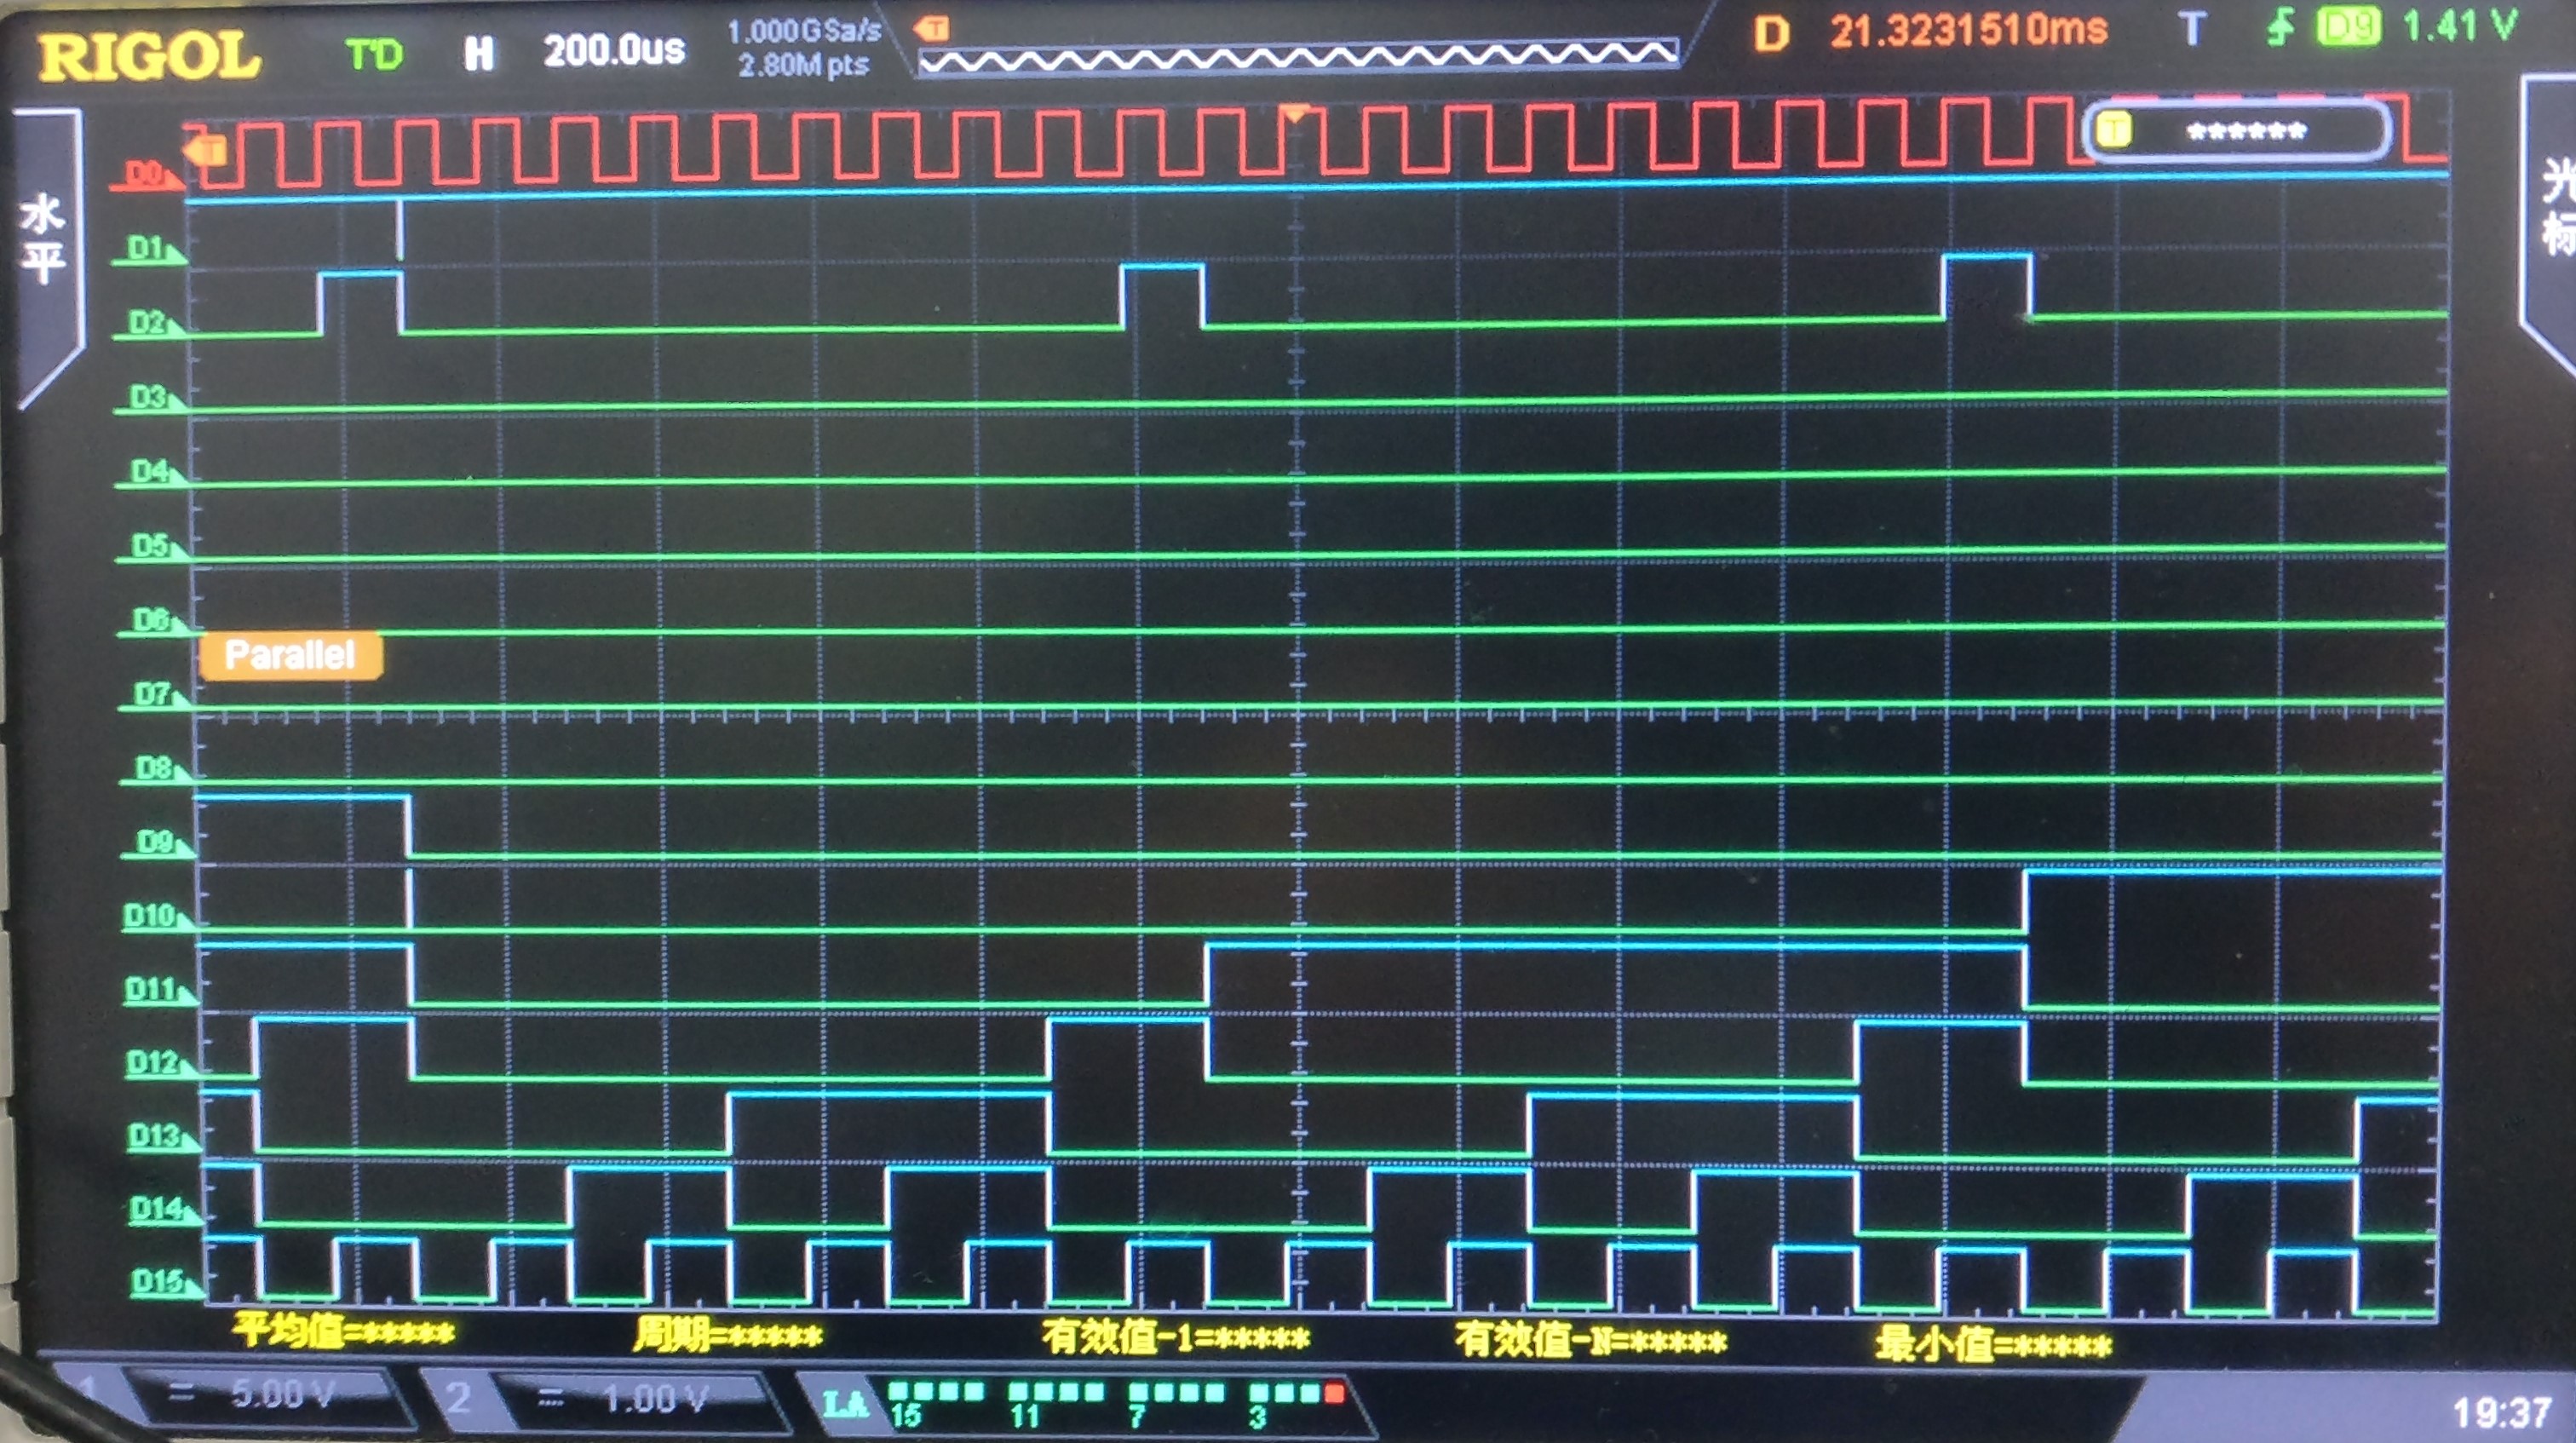 RIGOL T'D H 200.0us 1.000GSa/s D 21.3231510ms T D9 1.41 V
2.80M pts
T
T
T ******
水平
光标
D0
D1
D2
D3
D4
D5
D6
Parallel
D7
D8
D9
D10
D11
D12
D13
D14
D15
平均值=***** 周期=***** 有效值-1=***** 有效值-N=***** 最小值=*****
1 = 5.00 V 2 = 1.00 V LA 15 11 7 3
19:37